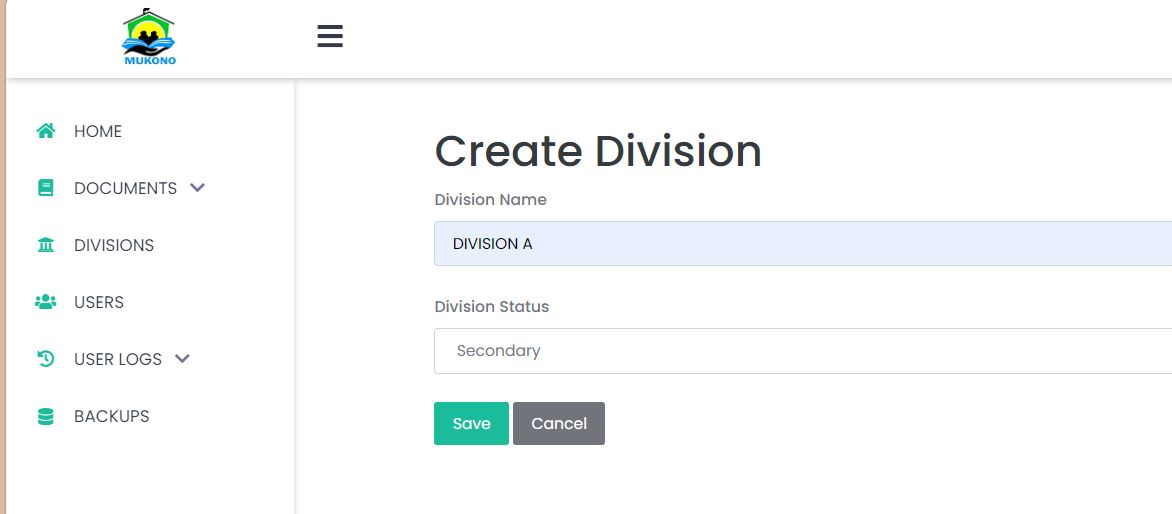 MUKONO
HOME
DOCUMENTS
DIVISIONS
USERS
USER LOGS
BACKUPS
Create Division
Division Name
DIVISION A
Division Status
Secondary
Save Cancel